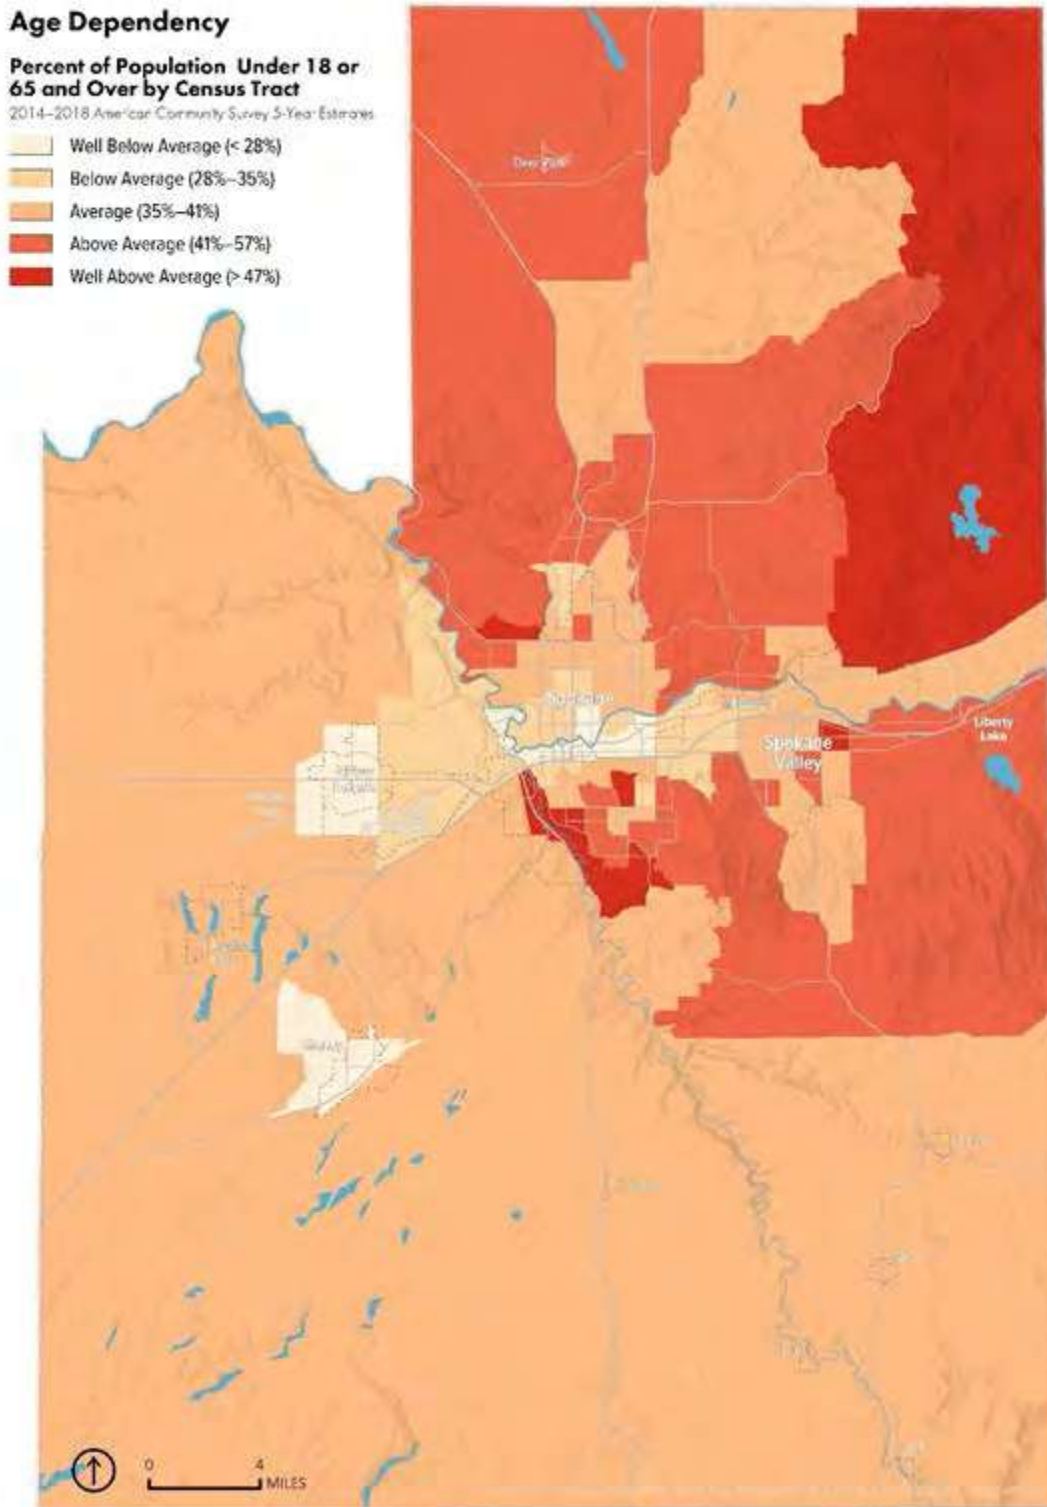 Age Dependency
Percent of Population Under 18 or
65 and Over by Census Tract
2014–2018 American Community Survey 5-Year Estimates
Well Below Average (< 28%)
Below Average (28%–35%)
Average (35%–41%)
Above Average (41%–57%)
Well Above Average (> 47%)
Deer Park
Spokane
Liberty
Lake
Spokane
Valley
0 4
MILES